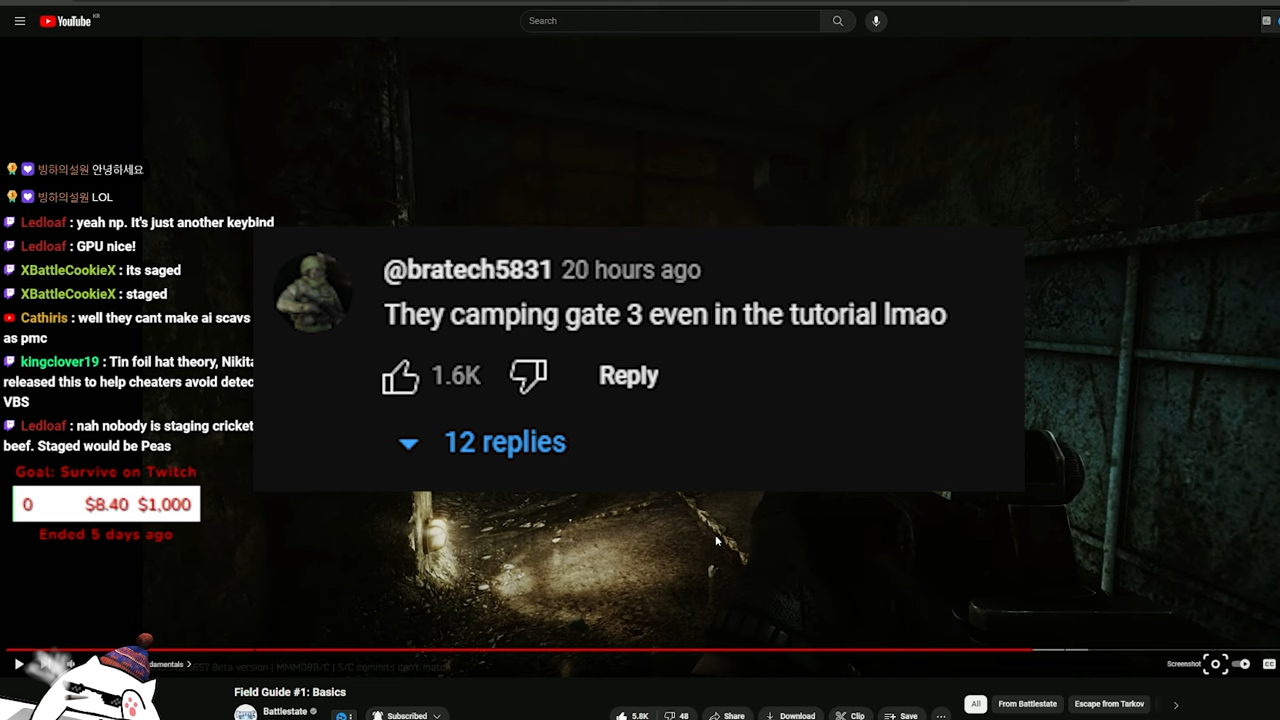 YouTube KR
Search
빙하의설원 안녕하세요
빙하의설원 LOL
Ledloaf : yeah np. It's just another keybind
Ledloaf : GPU nice!
XBattleCookieX : its saged
XBattleCookieX : staged
Cathiris : well they cant make ai scavs
as pmc
kingclover19 : Tin foil hat theory, Nikita
released this to help cheaters avoid detec
VBS
Ledloaf : nah nobody is staging cricket
beef. Staged would be Peas
Goal: Survive on Twitch
0 $8.40 $1,000
Ended 5 days ago
@bratech5831 20 hours ago
They camping gate 3 even in the tutorial lmao
1.6K Reply
12 replies
damentals
657 Beta version | MMMD88/C | S/C commits don't match
Screenshot
CC
Field Guide #1: Basics
Battlestate
Subscribed
5.8K 48 Share Download Clip Save
All From Battlestate Escape from Tarkov